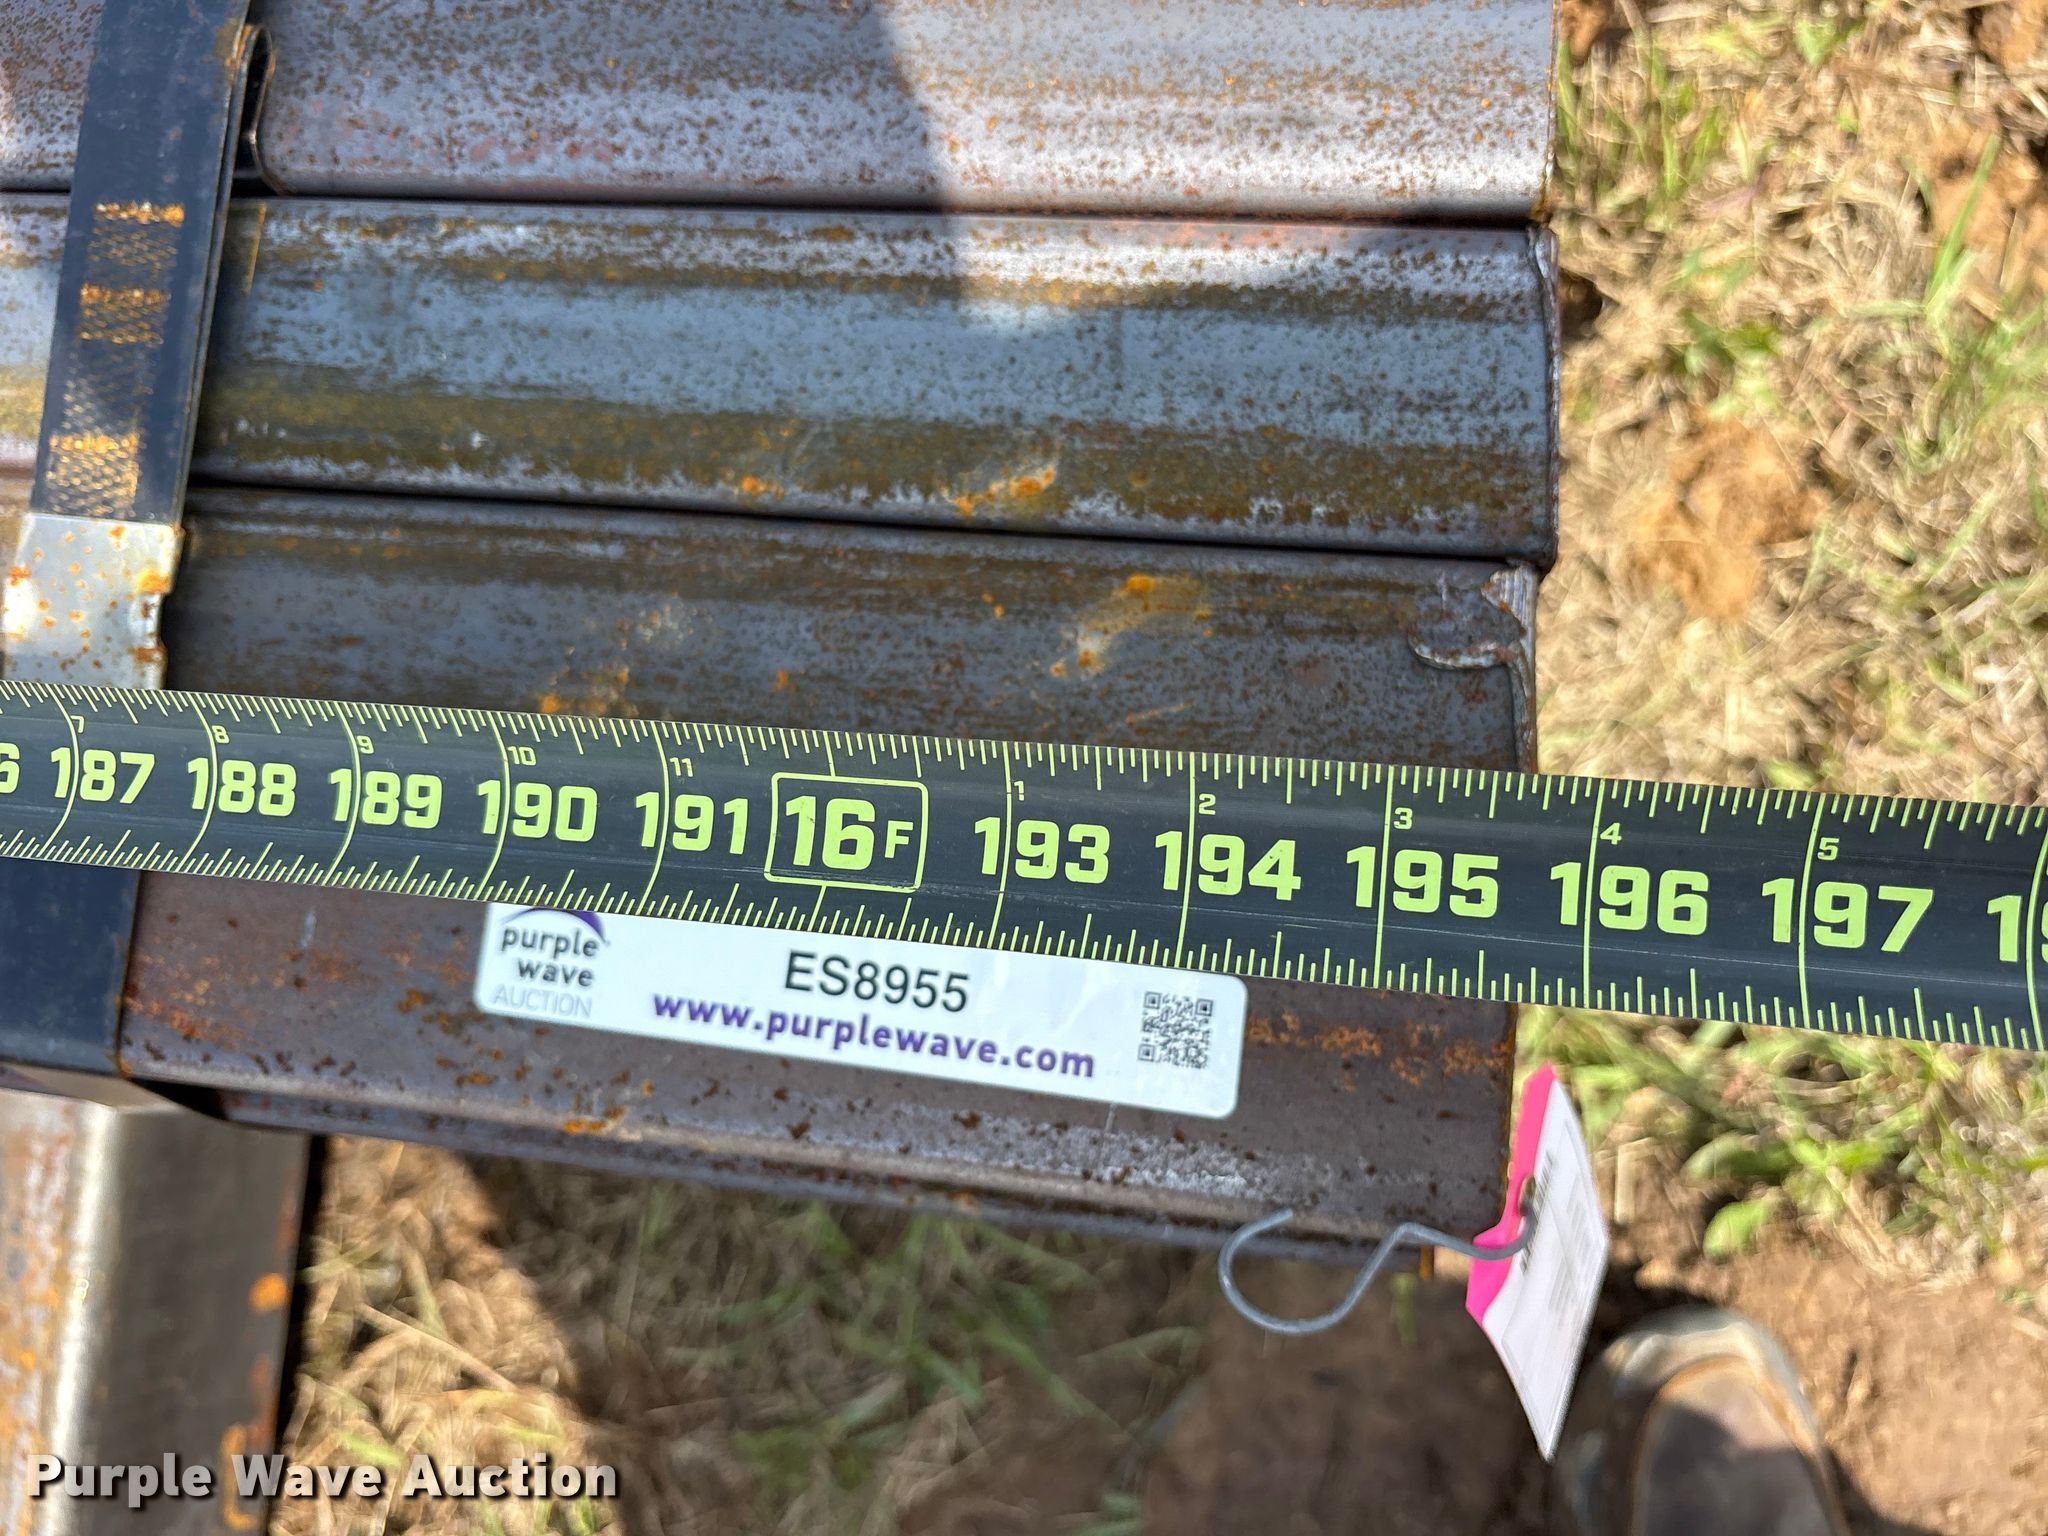 7 8 9 10 11 1 2 3 4 5
187 188 189 190 191 16F 193 194 195 196 197
purple
wave
AUCTION
ES8955
www.purplewave.com
Purple Wave Auction